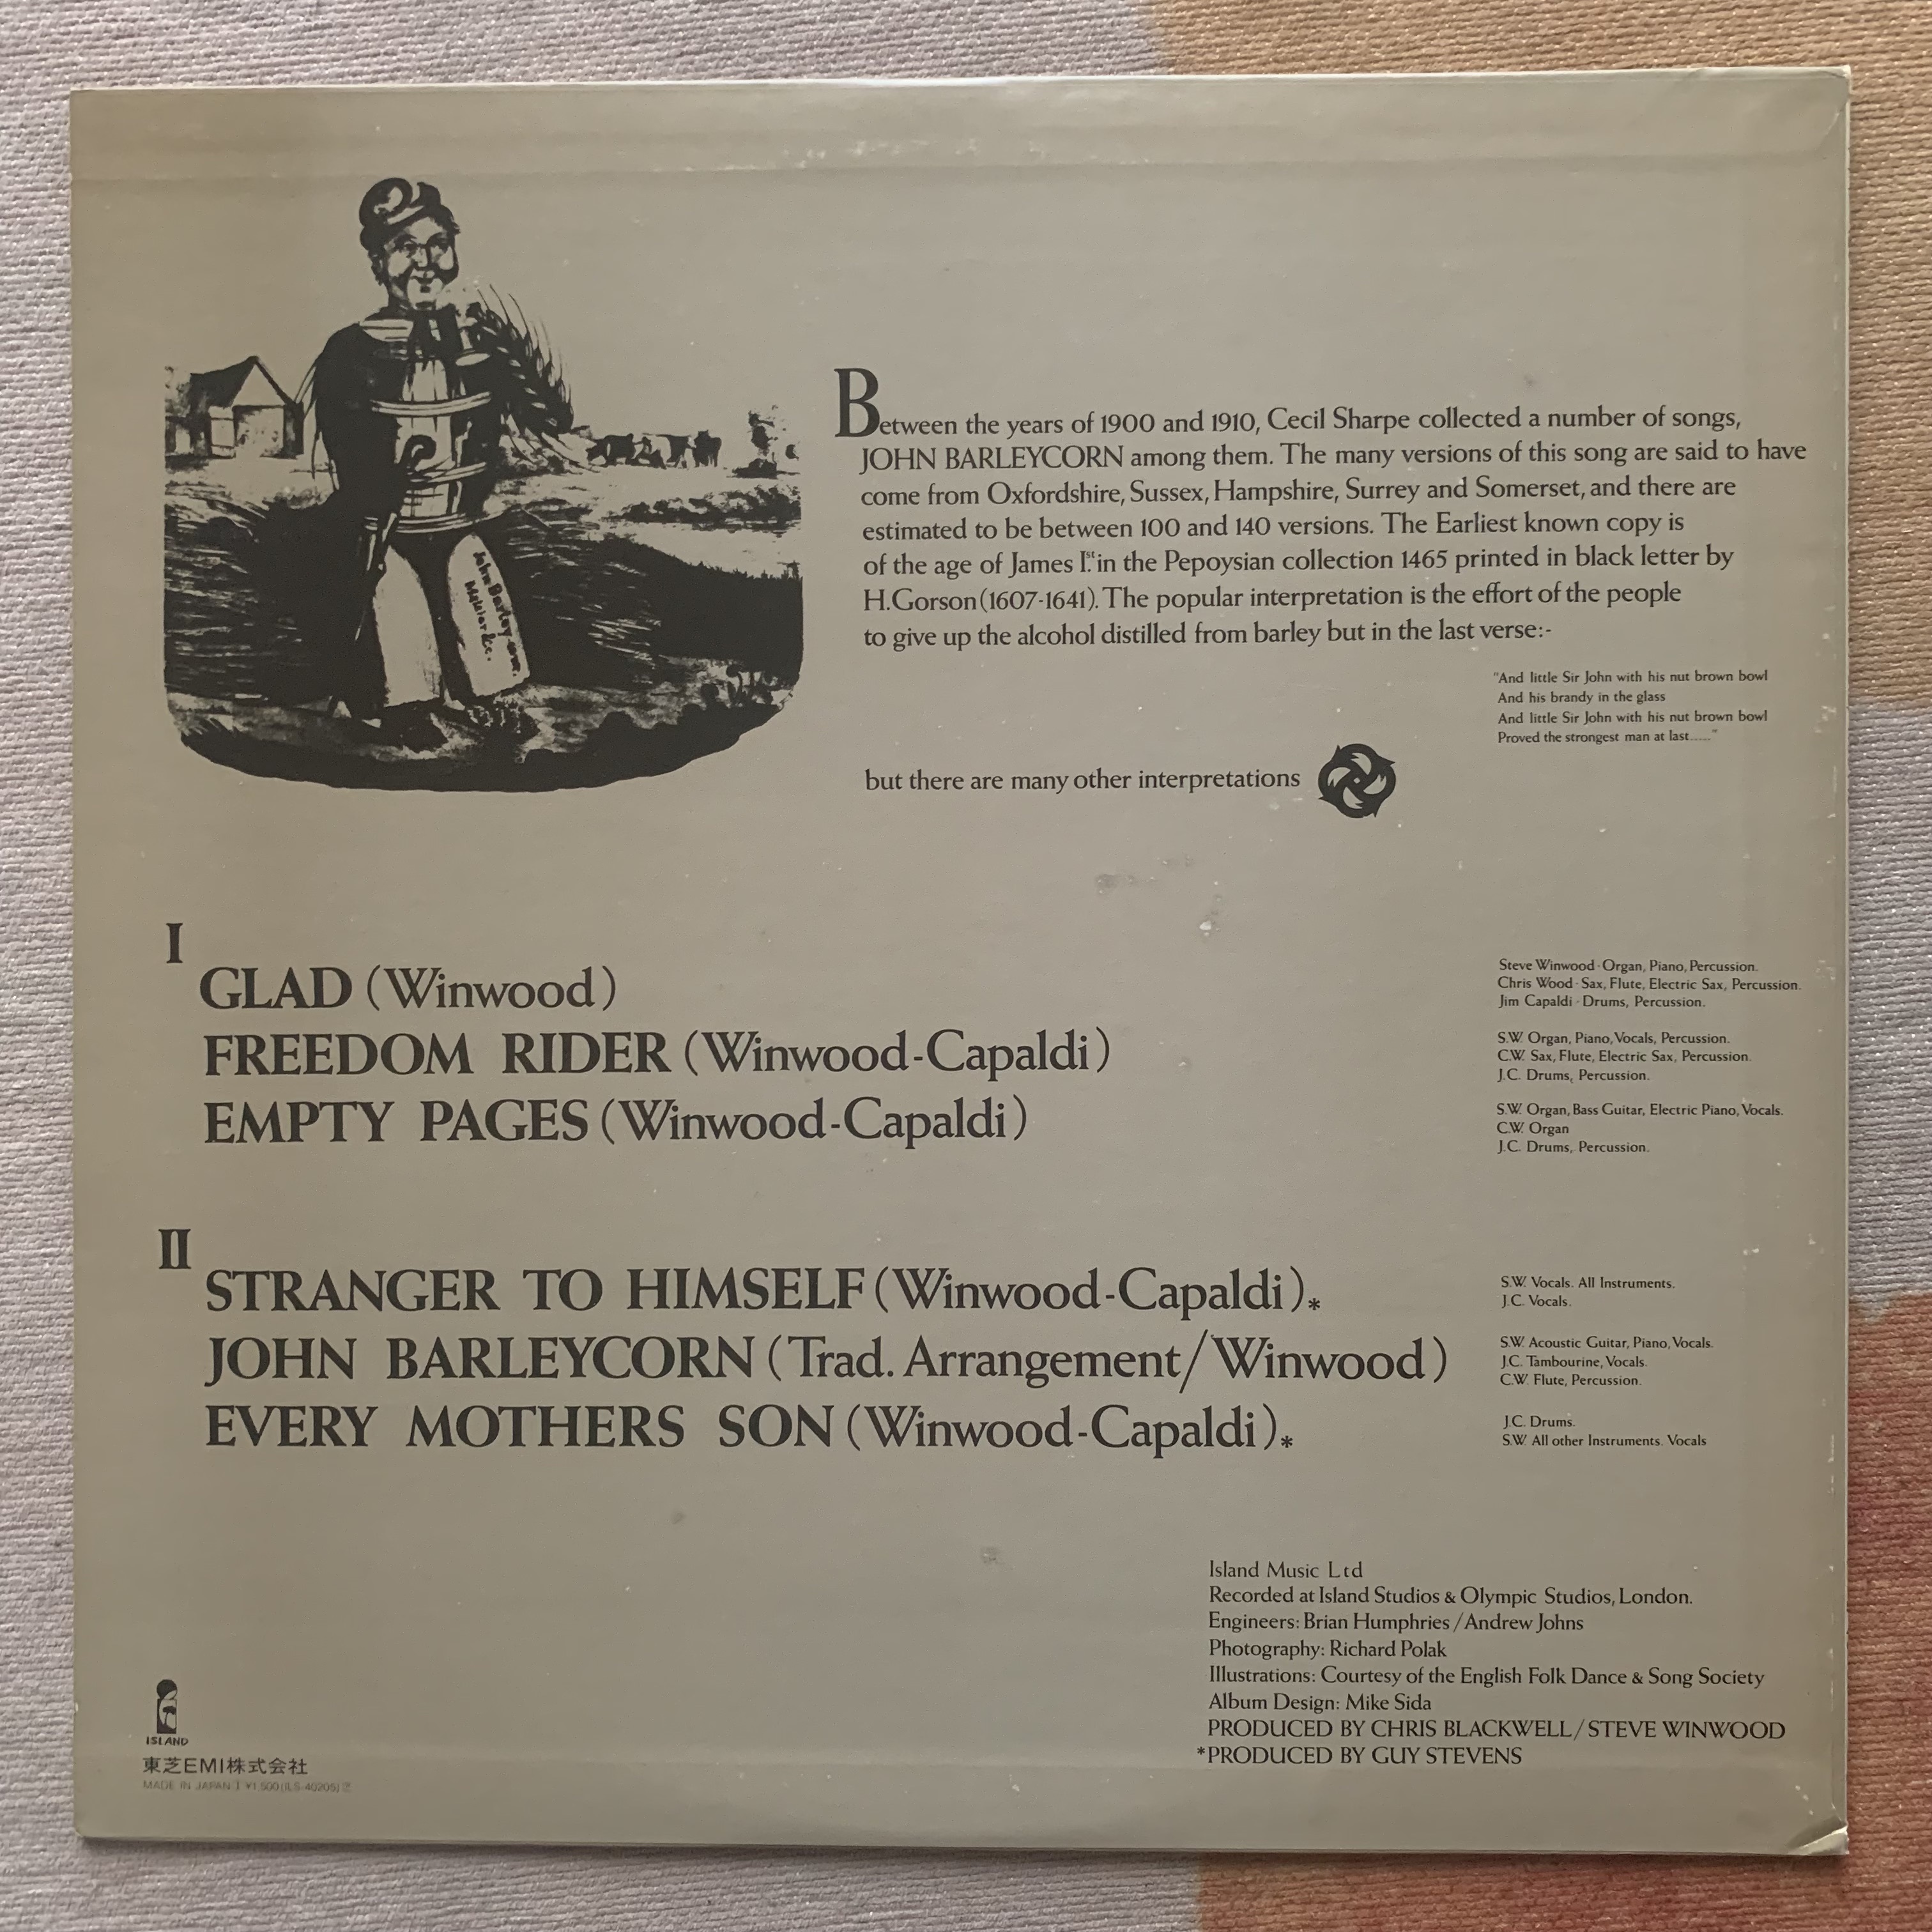 Between the years of 1900 and 1910, Cecil Sharpe collected a number of songs,
JOHN BARLEYCORN among them. The many versions of this song are said to have
come from Oxfordshire, Sussex, Hampshire, Surrey and Somerset, and there are
estimated to be between 100 and 140 versions. The Earliest known copy is
of the age of James Ist. in the Pepoysian collection 1465 printed in black letter by
H.Gorson (1607-1641). The popular interpretation is the effort of the people
to give up the alcohol distilled from barley but in the last verse:-
"And little Sir John with his nut brown bowl
And his brandy in the glass
And little Sir John with his nut brown bowl
Proved the strongest man at last....."
but there are many other interpretations
John Barley corn
I
GLAD (Winwood)
Steve Winwood · Organ, Piano, Percussion.
Chris Wood · Sax, Flute, Electric Sax, Percussion.
Jim Capaldi · Drums, Percussion.
FREEDOM RIDER (Winwood-Capaldi)
S.W. Organ, Piano, Vocals, Percussion.
C.W. Sax, Flute, Electric Sax, Percussion.
J.C. Drums, Percussion.
EMPTY PAGES (Winwood-Capaldi)
S.W. Organ, Bass Guitar, Electric Piano, Vocals.
C.W. Organ
J.C. Drums, Percussion.
II
STRANGER TO HIMSELF (Winwood-Capaldi).*
S.W. Vocals. All Instruments.
J.C. Vocals.
JOHN BARLEYCORN (Trad. Arrangement/Winwood)
S.W. Acoustic Guitar, Piano, Vocals.
J.C. Tambourine, Vocals.
C.W. Flute, Percussion.
EVERY MOTHERS SON (Winwood-Capaldi).*
J.C. Drums.
S.W. All other Instruments. Vocals
Island Music Ltd
Recorded at Island Studios & Olympic Studios, London.
Engineers: Brian Humphries / Andrew Johns
Photography: Richard Polak
Illustrations: Courtesy of the English Folk Dance & Song Society
Album Design: Mike Sida
PRODUCED BY CHRIS BLACKWELL/STEVE WINWOOD
*PRODUCED BY GUY STEVENS
ISLAND
東芝EMI株式会社
MADE IN JAPAN I ¥1,500 (ILS-40205)